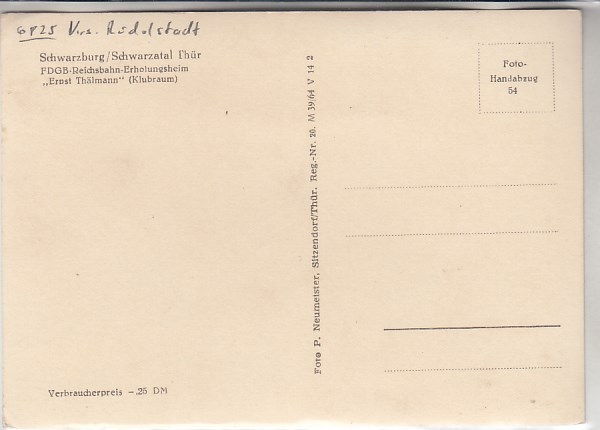 6825 Krs. Rudolstadt
Schwarzburg/Schwarzatal Thür
FDGB-Reichsbahn-Erholungsheim
„Ernst Thälmann" (Klubraum)
Foto-
Handabzug
54
Foto P. Neumeister, Sitzendorf/Thür. Reg.-Nr. 26. M 39/64 V 14 2
Verbraucherpreis -.25 DM